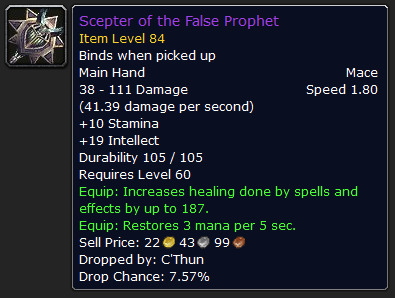 Scepter of the False Prophet
Item Level 84
Binds when picked up
Main Hand Mace
38 - 111 Damage Speed 1.80
(41.39 damage per second)
+10 Stamina
+19 Intellect
Durability 105 / 105
Requires Level 60
Equip: Increases healing done by spells and
effects by up to 187.
Equip: Restores 3 mana per 5 sec.
Sell Price: 22 43 99
Dropped by: C'Thun
Drop Chance: 7.57%